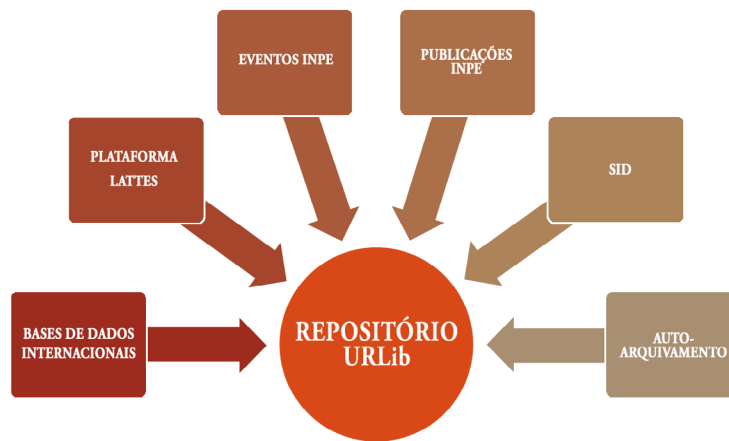 EVENTOS INPE
PUBLICAÇÕES
INPE
PLATAFORMA
LATTES
SID
BASES DE DADOS
INTERNACIONAIS
REPOSITÓRIO
URLib
AUTO-
ARQUIVAMENTO